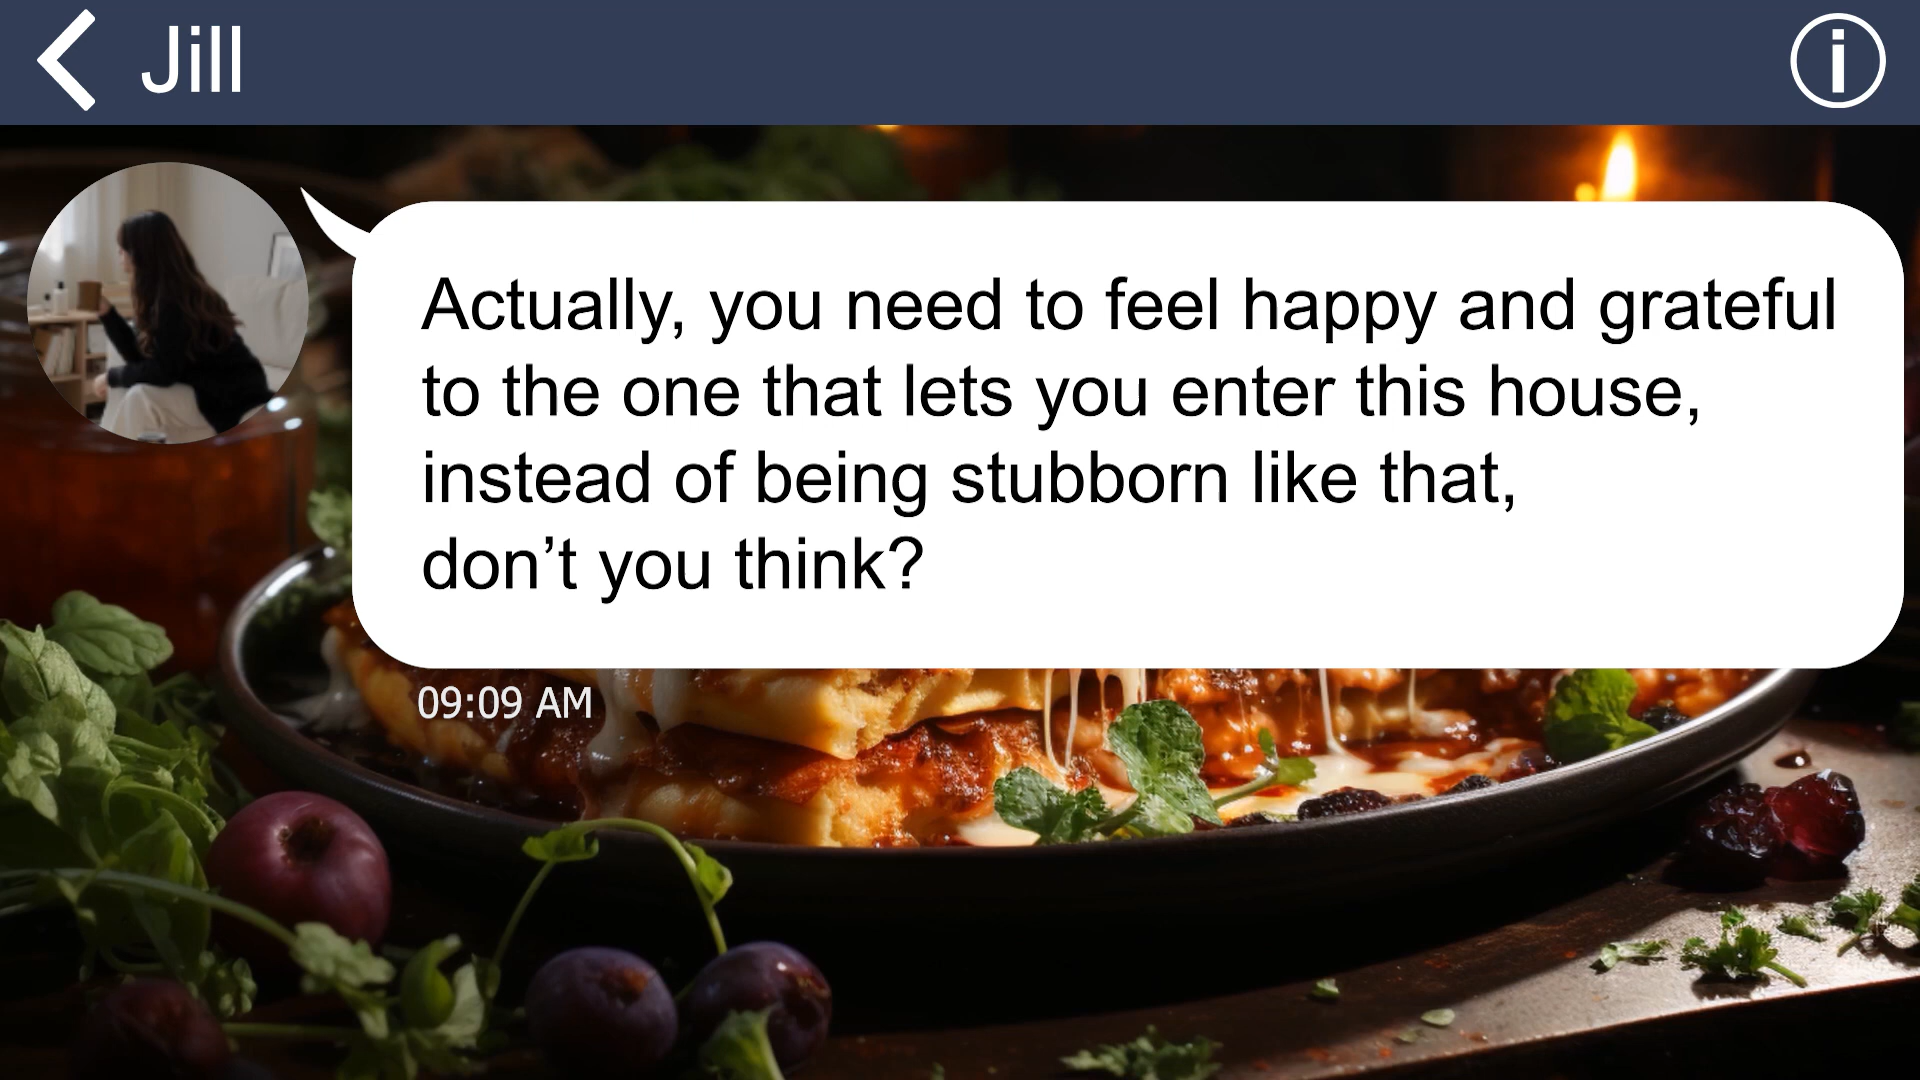 Jill
Actually, you need to feel happy and grateful
to the one that lets you enter this house,
instead of being stubborn like that,
don’t you think?
09:09 AM